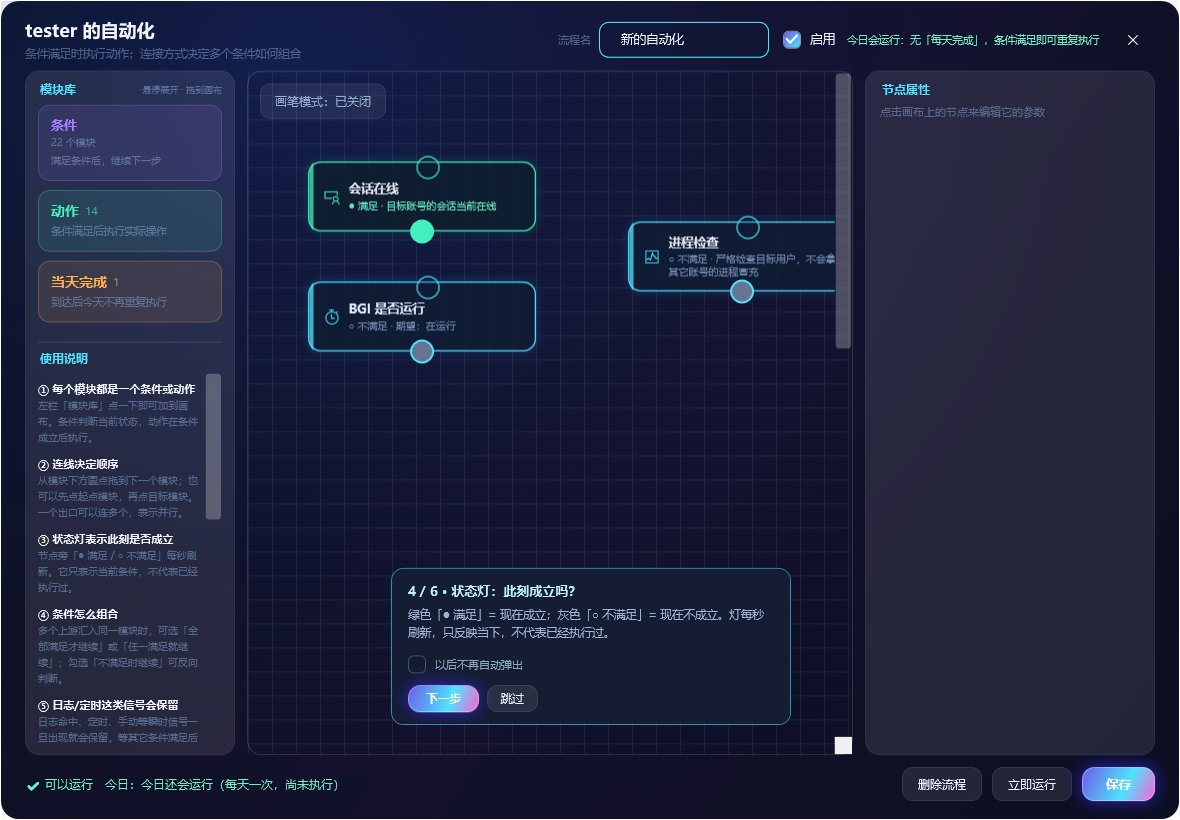 tester 的自动化
条件满足时执行动作；连接方式决定多个条件如何组合
流程名
新的自动化
启用
今日会运行：无「每天完成」，条件满足即可重复执行
模块库
悬停展开 · 拖到画布
条件
22 个模块
满足条件后，继续下一步
动作 14
条件满足后执行实际操作
当天完成 1
到达后今天不再重复执行
使用说明
① 每个模块都是一个条件或动作
左栏「模块库」点一下即可加到画
布。条件判断当前状态，动作在条件
成立后执行。
② 连线决定顺序
从模块下方圆点拖到下一个模块；也
可以先点起点模块，再点目标模块。
一个出口可以连多个，表示并行。
③ 状态灯表示此刻是否成立
节点旁「● 满足 / ○ 不满足」每秒刷
新。它只表示当前条件，不代表已经
执行过。
④ 条件怎么组合
多个上游汇入同一模块时，可选「全
部满足才继续」或「任一满足就继
续」；勾选「不满足时继续」可反向
判断。
⑤ 日志/定时这类信号会保留
日志命中、定时、手动等瞬时信号一
旦出现就会保留，等其它条件满足后
画笔模式：已关闭
会话在线
● 满足 · 目标账号的会话当前在线
进程检查
○ 不满足 · 严格检查目标用户，不会拿
其它账号的进程冒充
BGI 是否运行
○ 不满足 · 期望：在运行
4 / 6 • 状态灯：此刻成立吗？
绿色「● 满足」= 现在成立；灰色「○ 不满足」= 现在不成立。灯每秒
刷新，只反映当下，不代表已经执行过。
以后不再自动弹出
下一步
跳过
节点属性
点击画布上的节点来编辑它的参数
可以运行 今日：今日还会运行（每天一次，尚未执行）
删除流程
立即运行
保存